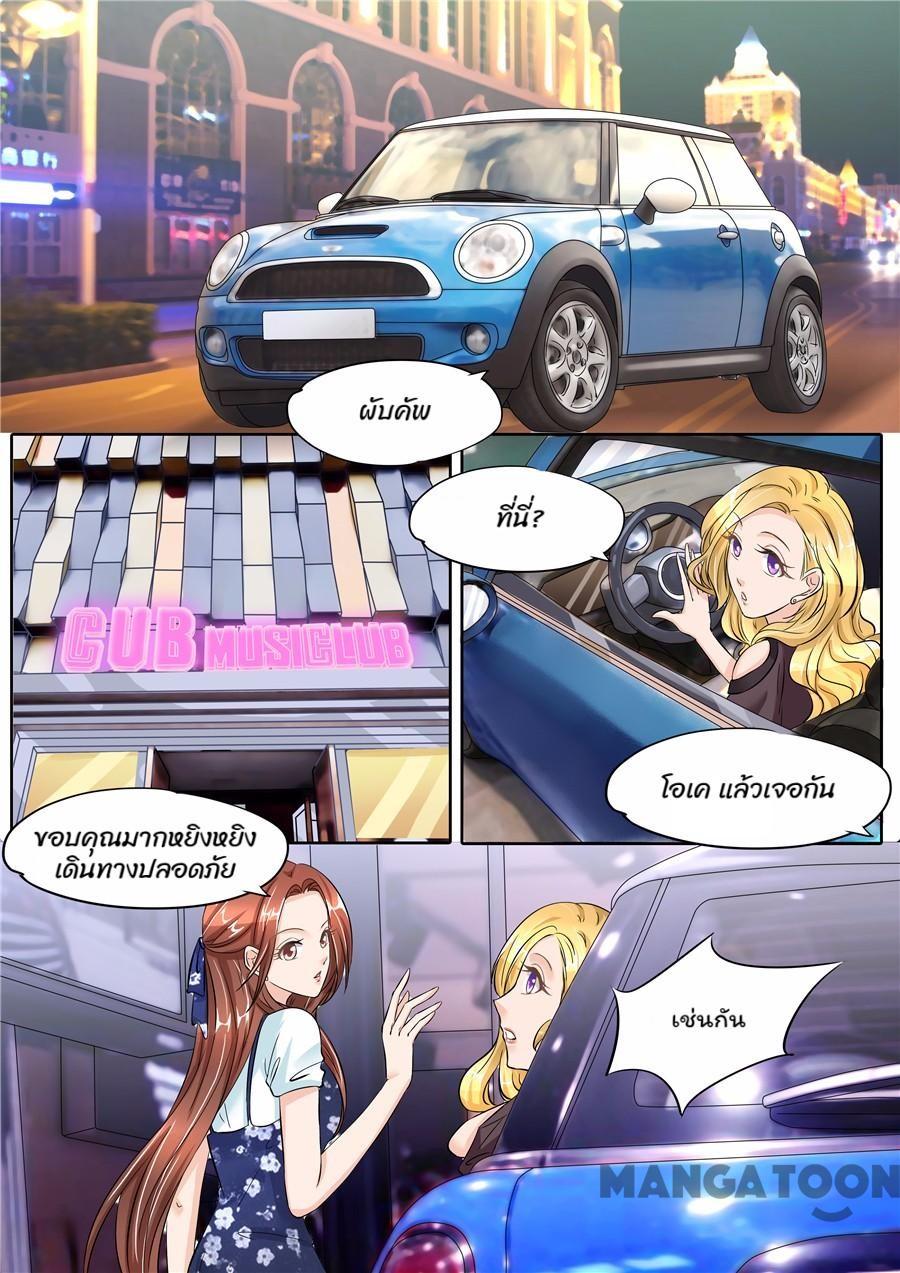 ผับคัพ
ที่นี่?
CUB MUSICLUB
โอเค แล้วเจอกัน
ขอบคุณมากหยิงหยิง
เดินทางปลอดภัย
เช่นกัน
MANGATOON